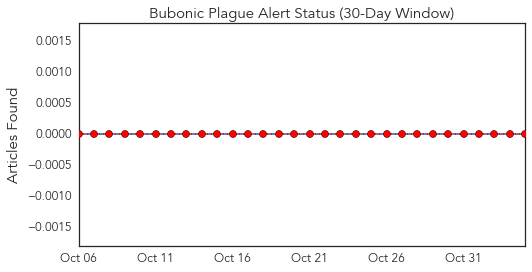 Bubonic Plague Alert Status (30-Day Window)
Articles Found
0.0015
0.0010
0.0005
0.0000
−0.0005
−0.0010
−0.0015
Oct 06 Oct 11 Oct 16 Oct 21 Oct 26 Oct 31